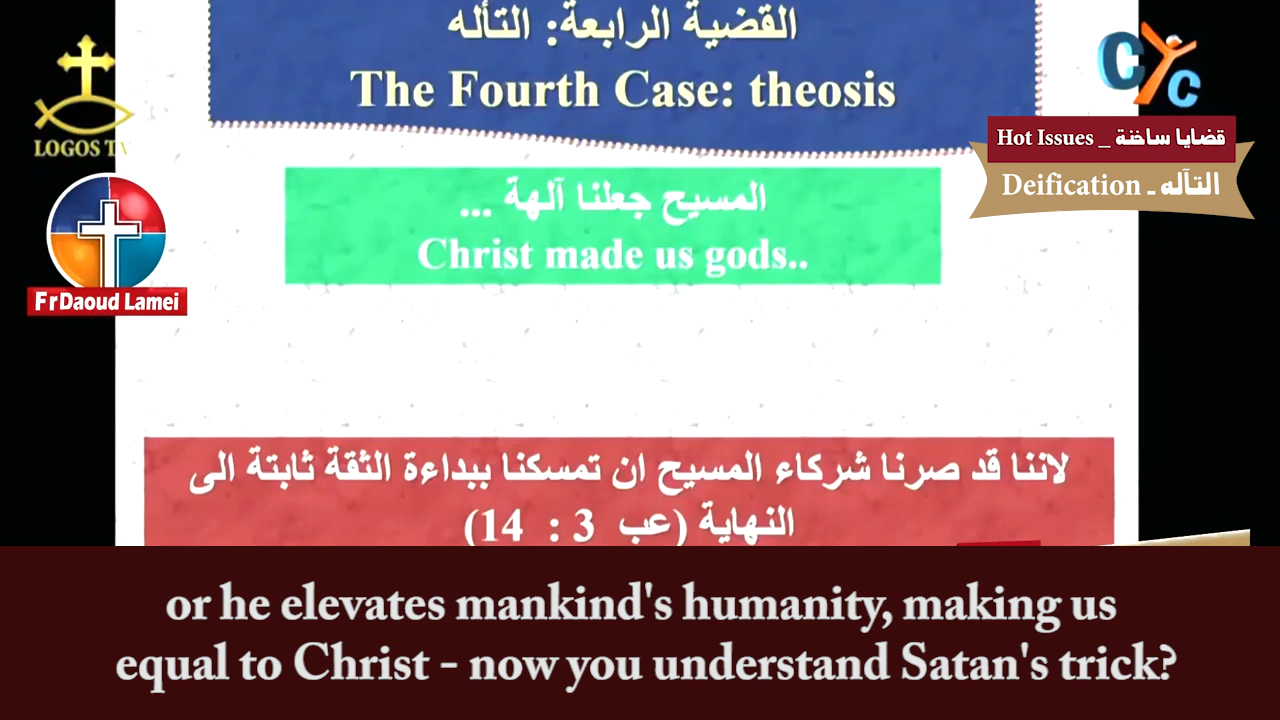 القضية الرابعة: التأله
The Fourth Case: theosis
CYC
LOGOS TV
Hot Issues _ قضايا ساخنة
Deification - التآله
المسيح جعلنا آلهة ...
Christ made us gods..
FrDaoud Lamei
لاننا قد صرنا شركاء المسيح ان تمسكنا ببداءة الثقة ثابتة الى
النهاية (عب 3 : 14)
or he elevates mankind's humanity, making us
equal to Christ - now you understand Satan's trick?